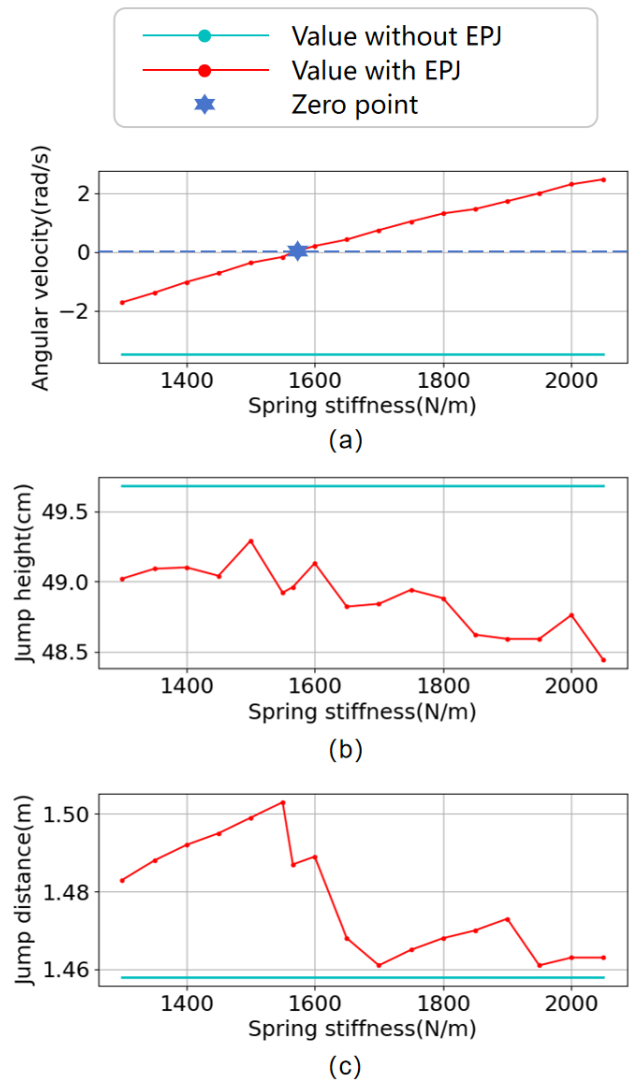 Value without EPJ
Value with EPJ
Zero point
Angular velocity(rad/s)
2
0
−2
1400 1600 1800 2000
Spring stiffness(N/m)
(a)
Jump height(cm)
49.5
49.0
48.5
1400 1600 1800 2000
Spring stiffness(N/m)
(b)
Jump distance(m)
1.50
1.48
1.46
1400 1600 1800 2000
Spring stiffness(N/m)
(c)